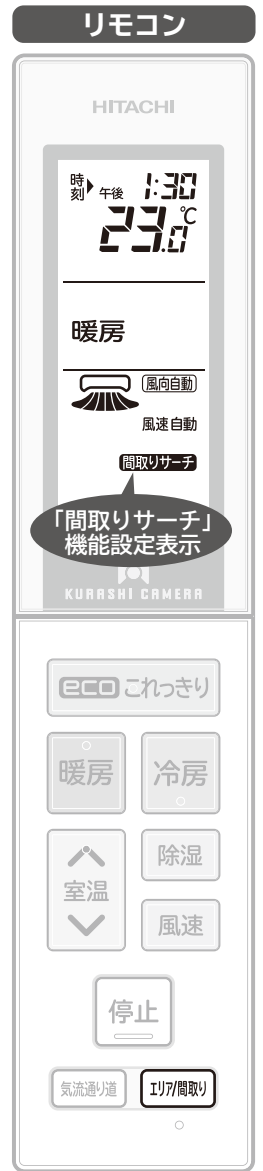 リモコン
HITACHI
時刻 午後 1:30
23.0℃
暖房
風向自動
風速自動
間取りサーチ
「間取りサーチ」
機能設定表示
KURASHI CAMERA
eco これっきり
暖房 冷房
室温
除湿
風速
停止
気流通り道 エリア/間取り